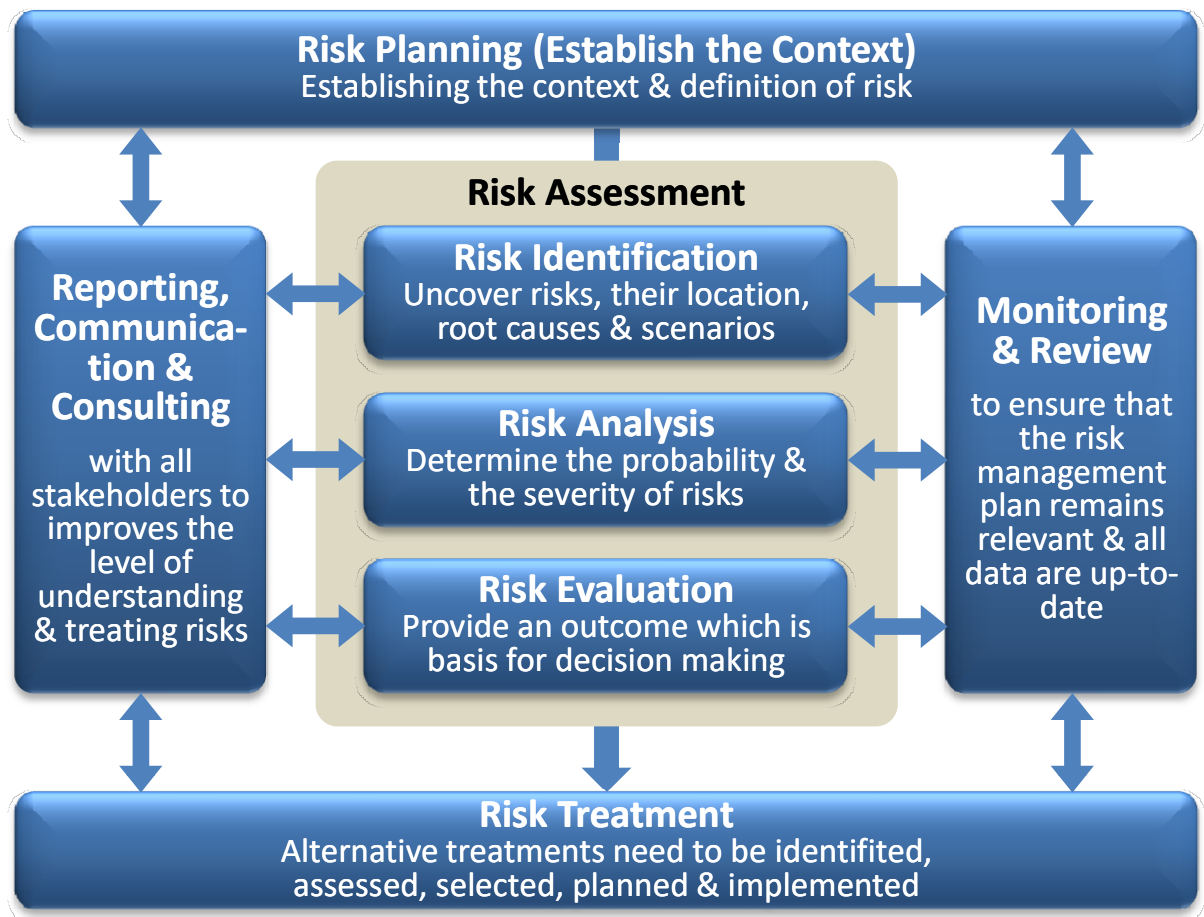 Risk Planning (Establish the Context)
Establishing the context & definition of risk
Risk Assessment
Reporting,
Communica-
tion &
Consulting
with all
stakeholders to
improves the
level of
understanding
& treating risks
Risk Identification
Uncover risks, their location,
root causes & scenarios
Risk Analysis
Determine the probability &
the severity of risks
Risk Evaluation
Provide an outcome which is
basis for decision making
Monitoring
& Review
to ensure that
the risk
management
plan remains
relevant & all
data are up-to-
date
Risk Treatment
Alternative treatments need to be identifited,
assessed, selected, planned & implemented